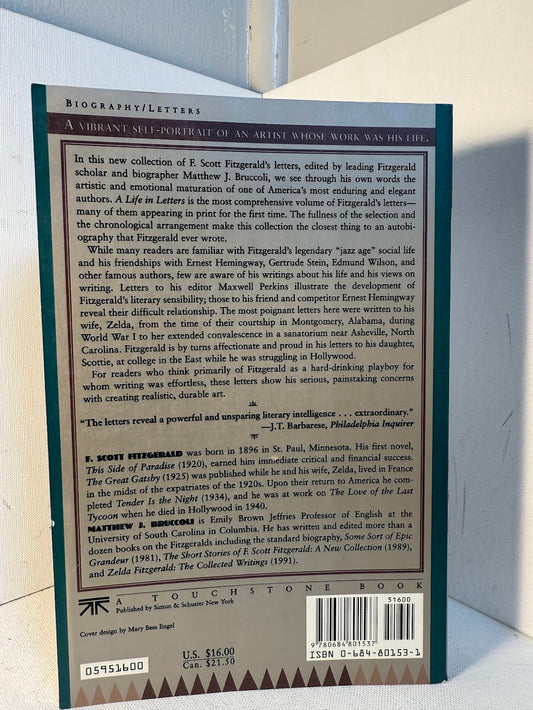 BIOGRAPHY/LETTERS
A VIBRANT SELF-PORTRAIT OF AN ARTIST WHOSE WORK WAS HIS LIFE.
In this new collection of F. Scott Fitzgerald's letters, edited by leading Fitzgerald
scholar and biographer Matthew J. Bruccoli, we see through his own words the
artistic and emotional maturation of one of America's most enduring and elegant
authors. A Life in Letters is the most comprehensive volume of Fitzgerald's letters—
many of them appearing in print for the first time. The fullness of the selection and
the chronological arrangement make this collection the closest thing to an autobi-
ography that Fitzgerald ever wrote.
While many readers are familiar with Fitzgerald's legendary "jazz age" social life
and his friendships with Ernest Hemingway, Gertrude Stein, Edmund Wilson, and
other famous authors, few are aware of his writings about his life and his views on
writing. Letters to his editor Maxwell Perkins illustrate the development of
Fitzgerald's literary sensibility; those to his friend and competitor Ernest Hemingway
reveal their difficult relationship. The most poignant letters here were written to his
wife, Zelda, from the time of their courtship in Montgomery, Alabama, during
World War I to her extended convalescence in a sanatorium near Asheville, North
Carolina. Fitzgerald is by turns affectionate and proud in his letters to his daughter,
Scottie, at college in the East while he was struggling in Hollywood.
For readers who think primarily of Fitzgerald as a hard-drinking playboy for
whom writing was effortless, these letters show his serious, painstaking concerns
with creating realistic, durable art.
"The letters reveal a powerful and unsparing literary intelligence . . . extraordinary."
—J.T. Barbarese, Philadelphia Inquirer
F. SCOTT FITZGERALD was born in 1896 in St. Paul, Minnesota. His first novel,
This Side of Paradise (1920), earned him immediate critical and financial success.
The Great Gatsby (1925) was published while he and his wife, Zelda, lived in France
in the midst of the expatriates of the 1920s. Upon their return to America he com-
pleted Tender Is the Night (1934), and he was at work on The Love of the Last
Tycoon when he died in Hollywood in 1940.
MATTHEW J. BRUCCOLI is Emily Brown Jeffries Professor of English at the
University of South Carolina in Columbia. He has written and edited more than a
dozen books on the Fitzgeralds including the standard biography, Some Sort of Epic
Grandeur (1981), The Short Stories of F. Scott Fitzgerald: A New Collection (1989),
and Zelda Fitzgerald: The Collected Writings (1991).
A TOUCHSTONE BOOK
Published by Simon & Schuster New York
Cover design by Mary Bess Engel
05951600
U.S. $16.00
Can. $21.50
51600
9 780684 801537
ISBN 0-684-80153-1